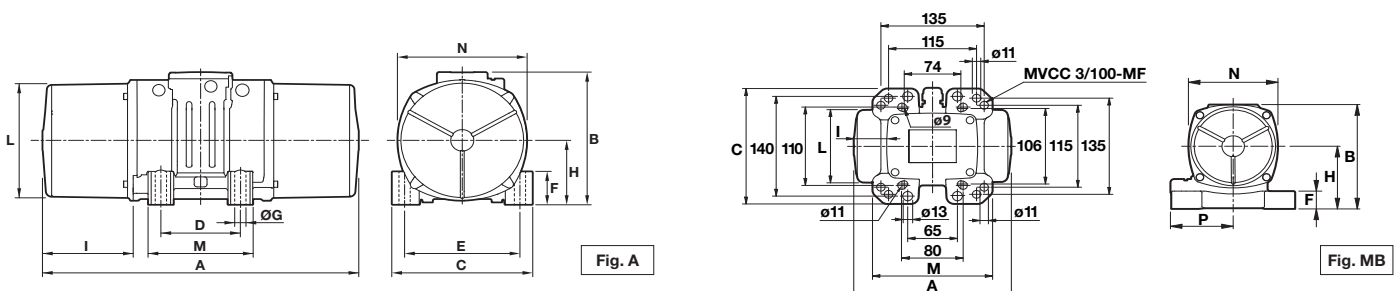 N
L
B
H
F
ØG
D
I
M
E
A
C
Fig. A
135
115
ø11
74
MVCC 3/100-MF
ø9
I
C 140 110 L
106 115 135
ø11
ø13
ø11
65
80
M
A
N
B
H
F
P
Fig. MB